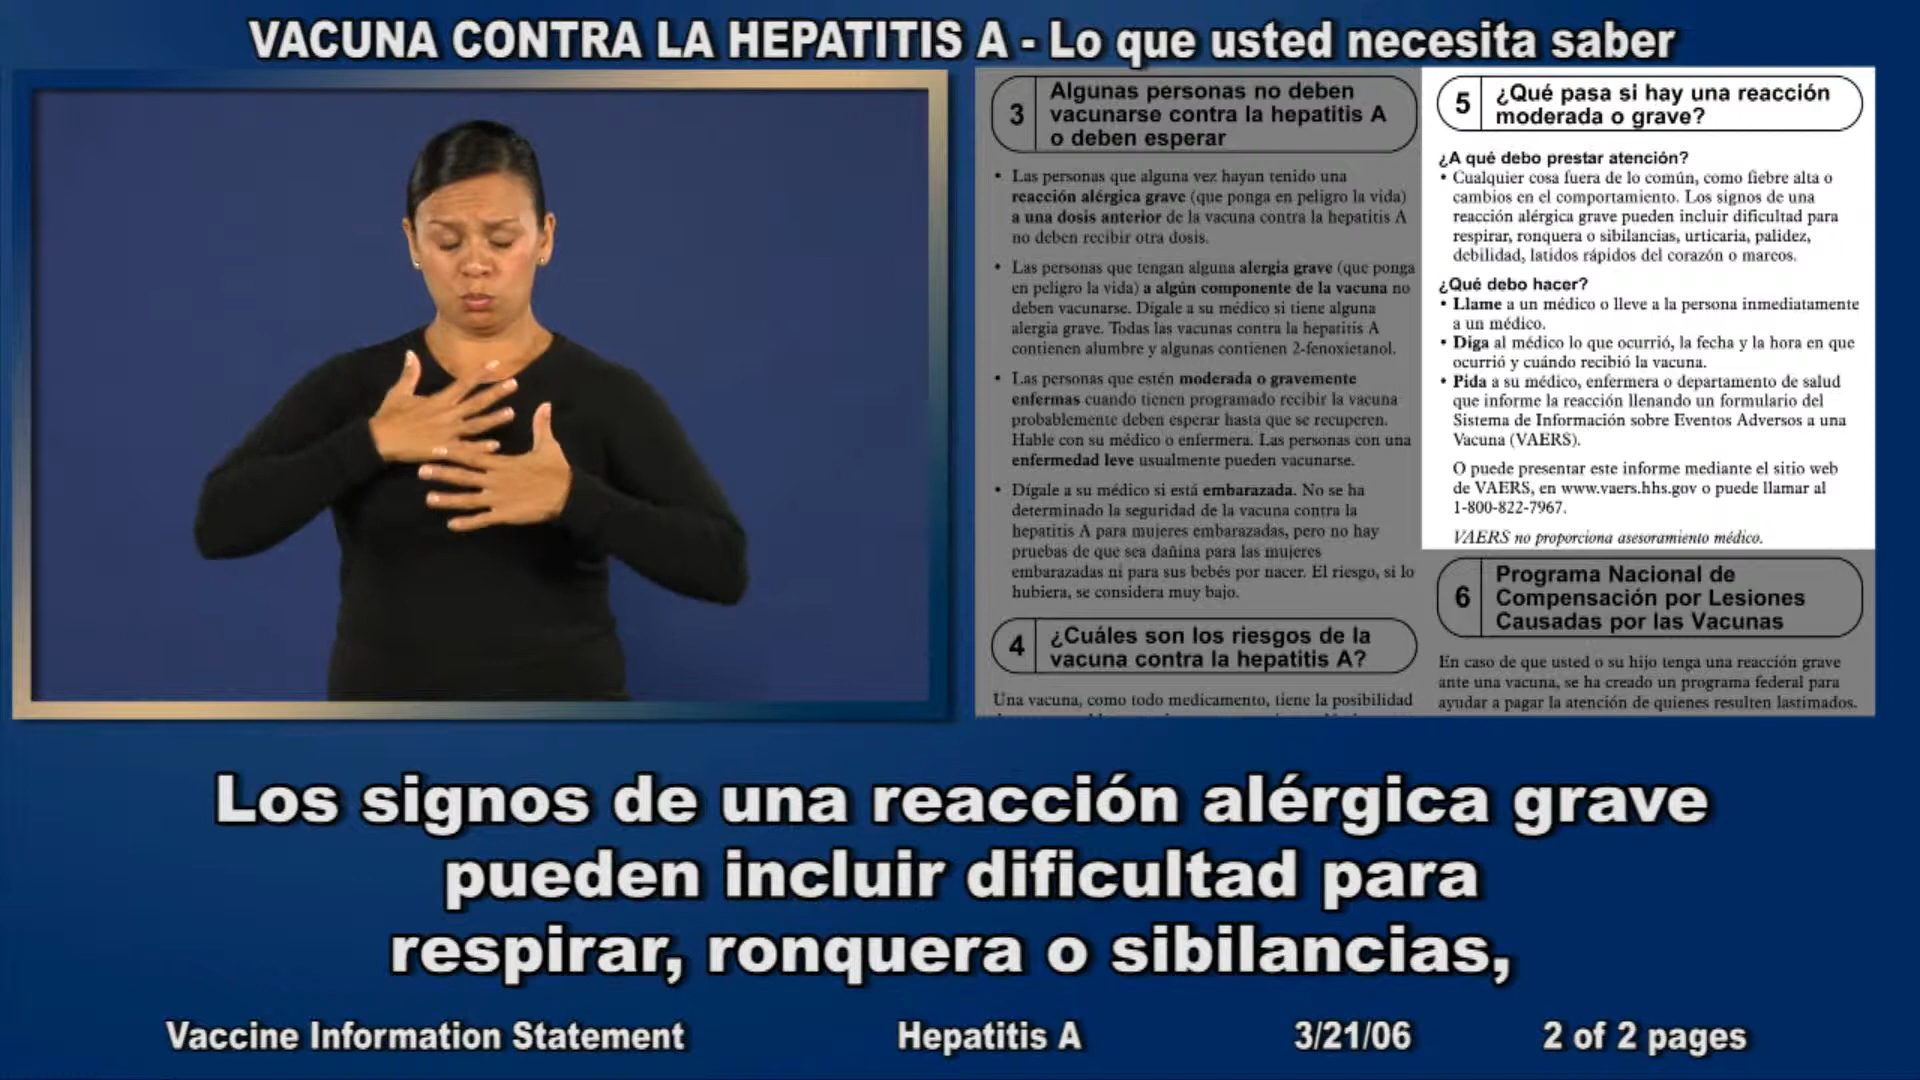 VACUNA CONTRA LA HEPATITIS A - Lo que usted necesita saber
3 Algunas personas no deben
vacunarse contra la hepatitis A
o deben esperar
• Las personas que alguna vez hayan tenido una
reacción alérgica grave (que ponga en peligro la vida)
a una dosis anterior de la vacuna contra la hepatitis A
no deben recibir otra dosis.
• Las personas que tengan alguna alergia grave (que ponga
en peligro la vida) a algún componente de la vacuna no
deben vacunarse. Dígale a su médico si tiene alguna
alergia grave. Todas las vacunas contra la hepatitis A
contienen alumbre y algunas contienen 2-fenoxietanol.
• Las personas que estén moderada o gravemente
enfermas cuando tienen programado recibir la vacuna
probablemente deben esperar hasta que se recuperen.
Hable con su médico o enfermera. Las personas con una
enfermedad leve usualmente pueden vacunarse.
• Dígale a su médico si está embarazada. No se ha
determinado la seguridad de la vacuna contra la
hepatitis A para mujeres embarazadas, pero no hay
pruebas de que sea dañina para las mujeres
embarazadas ni para sus bebés por nacer. El riesgo, si lo
hubiera, se considera muy bajo.
4 ¿Cuáles son los riesgos de la
vacuna contra la hepatitis A?
Una vacuna, como todo medicamento, tiene la posibilidad
5 ¿Qué pasa si hay una reacción
moderada o grave?
¿A qué debo prestar atención?
• Cualquier cosa fuera de lo común, como fiebre alta o
cambios en el comportamiento. Los signos de una
reacción alérgica grave pueden incluir dificultad para
respirar, ronquera o sibilancias, urticaria, palidez,
debilidad, latidos rápidos del corazón o mareos.
¿Qué debo hacer?
• Llame a un médico o lleve a la persona inmediatamente
a un médico.
• Diga al médico lo que ocurrió, la fecha y la hora en que
ocurrió y cuándo recibió la vacuna.
• Pida a su médico, enfermera o departamento de salud
que informe la reacción llenando un formulario del
Sistema de Información sobre Eventos Adversos a una
Vacuna (VAERS).
O puede presentar este informe mediante el sitio web
de VAERS, en www.vaers.hhs.gov o puede llamar al
1-800-822-7967.
VAERS no proporciona asesoramiento médico.
6 Programa Nacional de
Compensación por Lesiones
Causadas por las Vacunas
En caso de que usted o su hijo tenga una reacción grave
ante una vacuna, se ha creado un programa federal para
ayudar a pagar la atención de quienes resulten lastimados.
Los signos de una reacción alérgica grave
pueden incluir dificultad para
respirar, ronquera o sibilancias,
Vaccine Information Statement Hepatitis A 3/21/06 2 of 2 pages